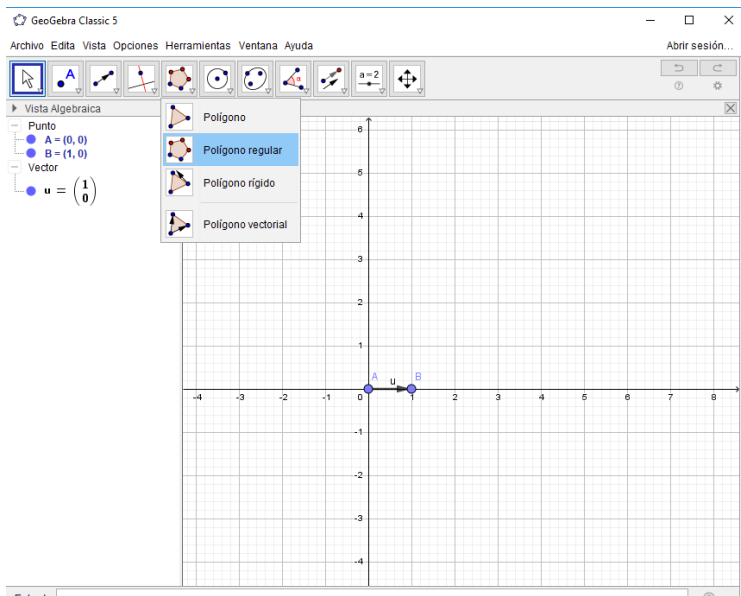 GeoGebra Classic 5
Archivo Edita Vista Opciones Herramientas Ventana Ayuda
Abrir sesión...
A
α
a=2
Vista Algebraica
Punto
A = (0, 0)
B = (1, 0)
Vector
u = (1 0)
Polígono
Polígono regular
Polígono rígido
Polígono vectorial
6
5
4
3
2
1
A u B
-4 -3 -2 -1 0 1 2 3 4 5 6 7 8
-1
-2
-3
-4